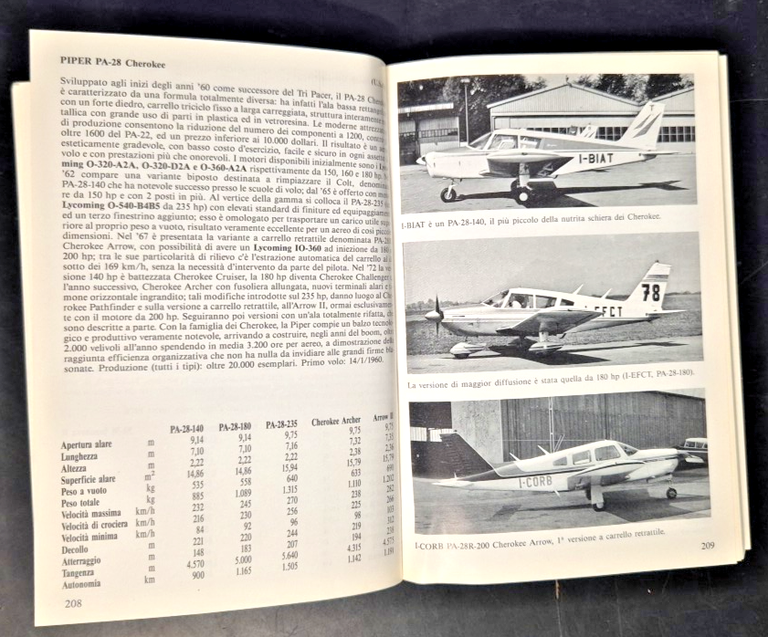 PIPER PA-28 Cherokee
Sviluppato agli inizi degli anni '60 come successore del Tri Pacer, il PA-28
è caratterizzato da una formula totalmente diversa: ha infatti l'ala bassa
con un forte diedro, carrello triciclo fisso a larga carreggiata, struttura interamente
tallica con grande uso di parti in plastica ed in vetroresina. Le moderne
di produzione consentono la riduzione del numero dei componenti a 1200,
oltre 1600 del PA-22, ed un prezzo inferiore ai 10.000 dollari. Il risultato è un
esteticamente gradevole, con basso costo d'esercizio, facile e sicuro in ogni
volo e con prestazioni più che onorevoli. I motori disponibili inizialmente sono i
ming O-320-A2A, O-320-D2A e O-360-A2A rispettivamente da 150, 160 e 180 hp.
'62 compare una variante biposto destinata a rimpiazzare il Colt,
PA-28-140 che ha notevole successo presso le scuole di volo; dal '65 è offerto con
re da 150 hp e con 2 posti in più. Al vertice della gamma si colloca il PA-28-235
Lycoming O-540-B4B5 da 235 hp) con elevati standard di finiture ed
ed un terzo finestrino aggiunto; esso è omologato per trasportare un carico utile
riore al proprio peso a vuoto, risultato veramente eccellente per un aereo di così
dimensioni. Nel '67 è presentata la variante a carrello retrattile denominata
Cherokee Arrow, con possibilità di avere un Lycoming IO-360 ad iniezione da 180
200 hp; tra le sue particolarità di rilievo c'è l'estrazione automatica del carrello al
sotto dei 169 km/h, senza la necessità d'intervento da parte del pilota. Nel '72 la
sione 140 è battezzata Cherokee Cruiser, la 180 hp diventa Cherokee Challenger
l'anno successivo, Cherokee Archer con fusoliera allungata, nuovi terminali alari
mone orizzontale ingrandito; tali modifiche introdotte sul 235 hp, danno luogo al
rokee Pathfinder e sulla versione a carrello retrattile, all'Arrow II, ormai
te con il motore da 200 hp. Seguiranno poi versioni con un'ala totalmente rifatta,
sono descritte a parte. Con la famiglia dei Cherokee, la Piper compie un balzo
gico e produttivo veramente notevole, arrivando a costruire, negli anni del boom,
2.000 velivoli all'anno spendendo in media 3.200 ore per aereo, a dimostrazione
raggiunta efficienza organizzativa che non ha nulla da invidiare alle grandi firme
sonate. Produzione (tutti i tipi): oltre 20.000 esemplari. Primo volo: 14/1/1960.
PA-28-140 PA-28-180 PA-28-235 Cherokee Archer Arrow II
Apertura alare m 9,14 9,14 9,75 9,75
Lunghezza m 7,10 7,10 7,16 7,32
Altezza m 2,22 2,22 2,22 2,38
Superficie alare m² 14,86 14,86 15,94 15,79
Peso a vuoto kg 535 558 640 633
Peso totale kg 885 1.089 1.315 1.110
Velocità massima km/h 232 245 270 238
Velocità di crociera km/h 216 230 256 225
Velocità minima km/h 84 92 96 98
Decollo m 221 220 244 219
Atterraggio m 148 183 207 194
Tangenza m 4.570 5.000 5.640 4.315
Autonomia km 900 1.165 1.505 1.142
208
I-BIAT
I-BIAT è un PA-28-140, il più piccolo della nutrita schiera dei Cherokee.
78
EFCT
La versione di maggior diffusione è stata quella da 180 hp (I-EFCT, PA-28-180).
I-CORB
I-CORB PA-28R-200 Cherokee Arrow, 1ª versione a carrello retrattile.
209